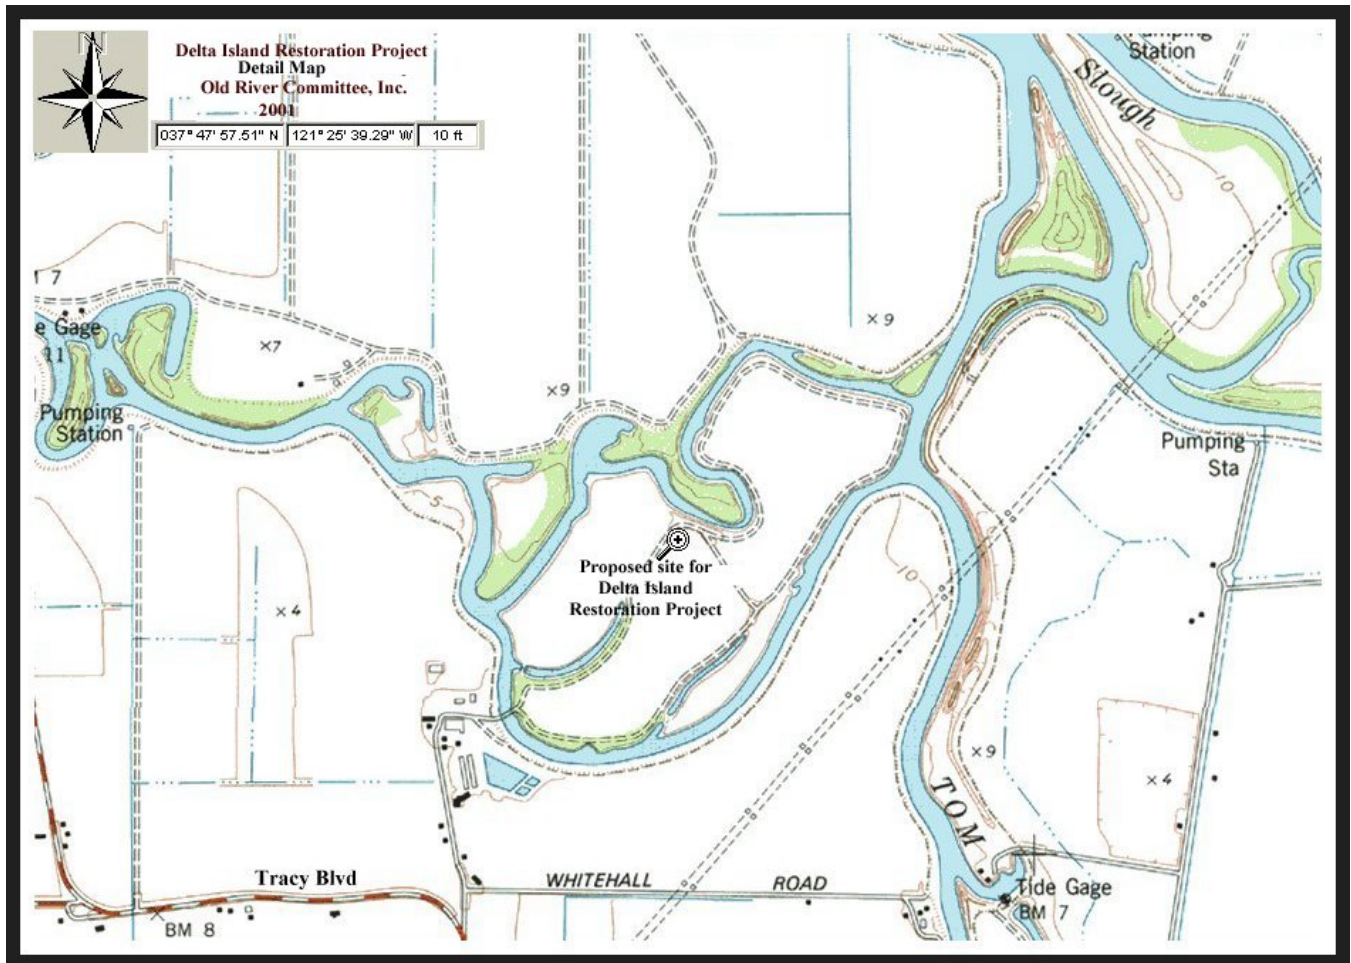 N
Delta Island Restoration Project
Detail Map
Old River Committee, Inc.
2001
037° 47' 57.51" N 121° 25' 39.29" W 10 ft
Station
Slough
10
7
e Gage
11
×7
×9
×9
Pumping
Station
Pumping
Sta
5
10
Proposed site for
Delta Island
Restoration Project
×4
×9
×4
TOM
Tracy Blvd
WHITEHALL ROAD
Tide Gage
BM 7
BM 8